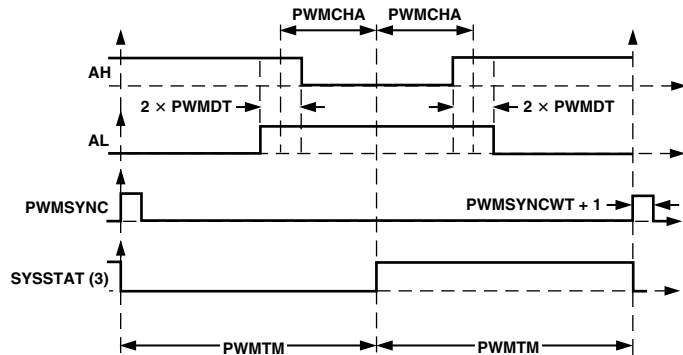 PWMCHA PWMCHA
AH
2 × PWMDT 2 × PWMDT
AL
PWMSYNC PWMSYNCWT + 1
SYSSTAT (3)
PWMTM PWMTM